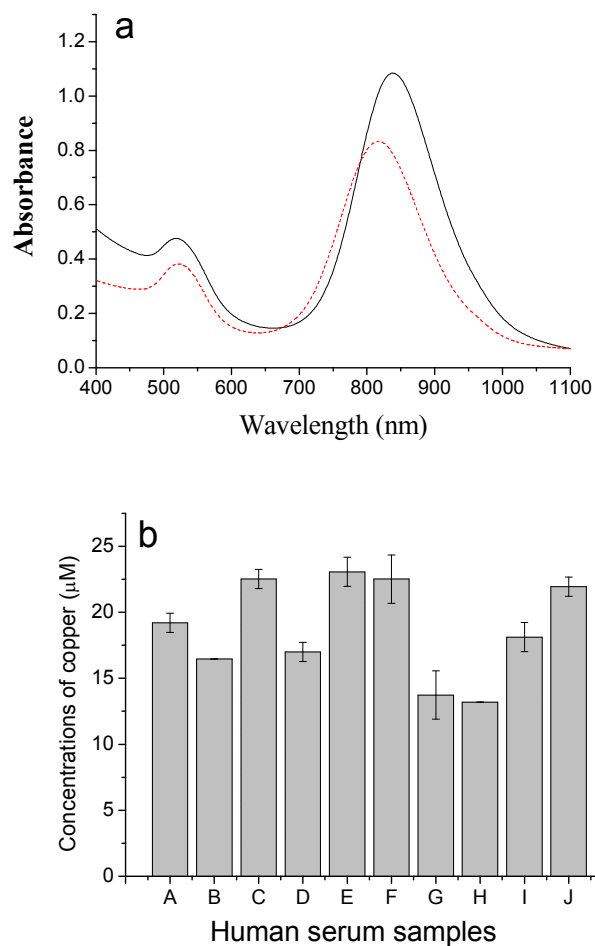 a
Absorbance
1.2
1.0
0.8
0.6
0.4
0.2
0.0
400 500 600 700 800 900 1000 1100
Wavelength (nm)
b
Concentrations of copper (μM)
25
20
15
10
5
0
A B C D E F G H I J
Human serum samples